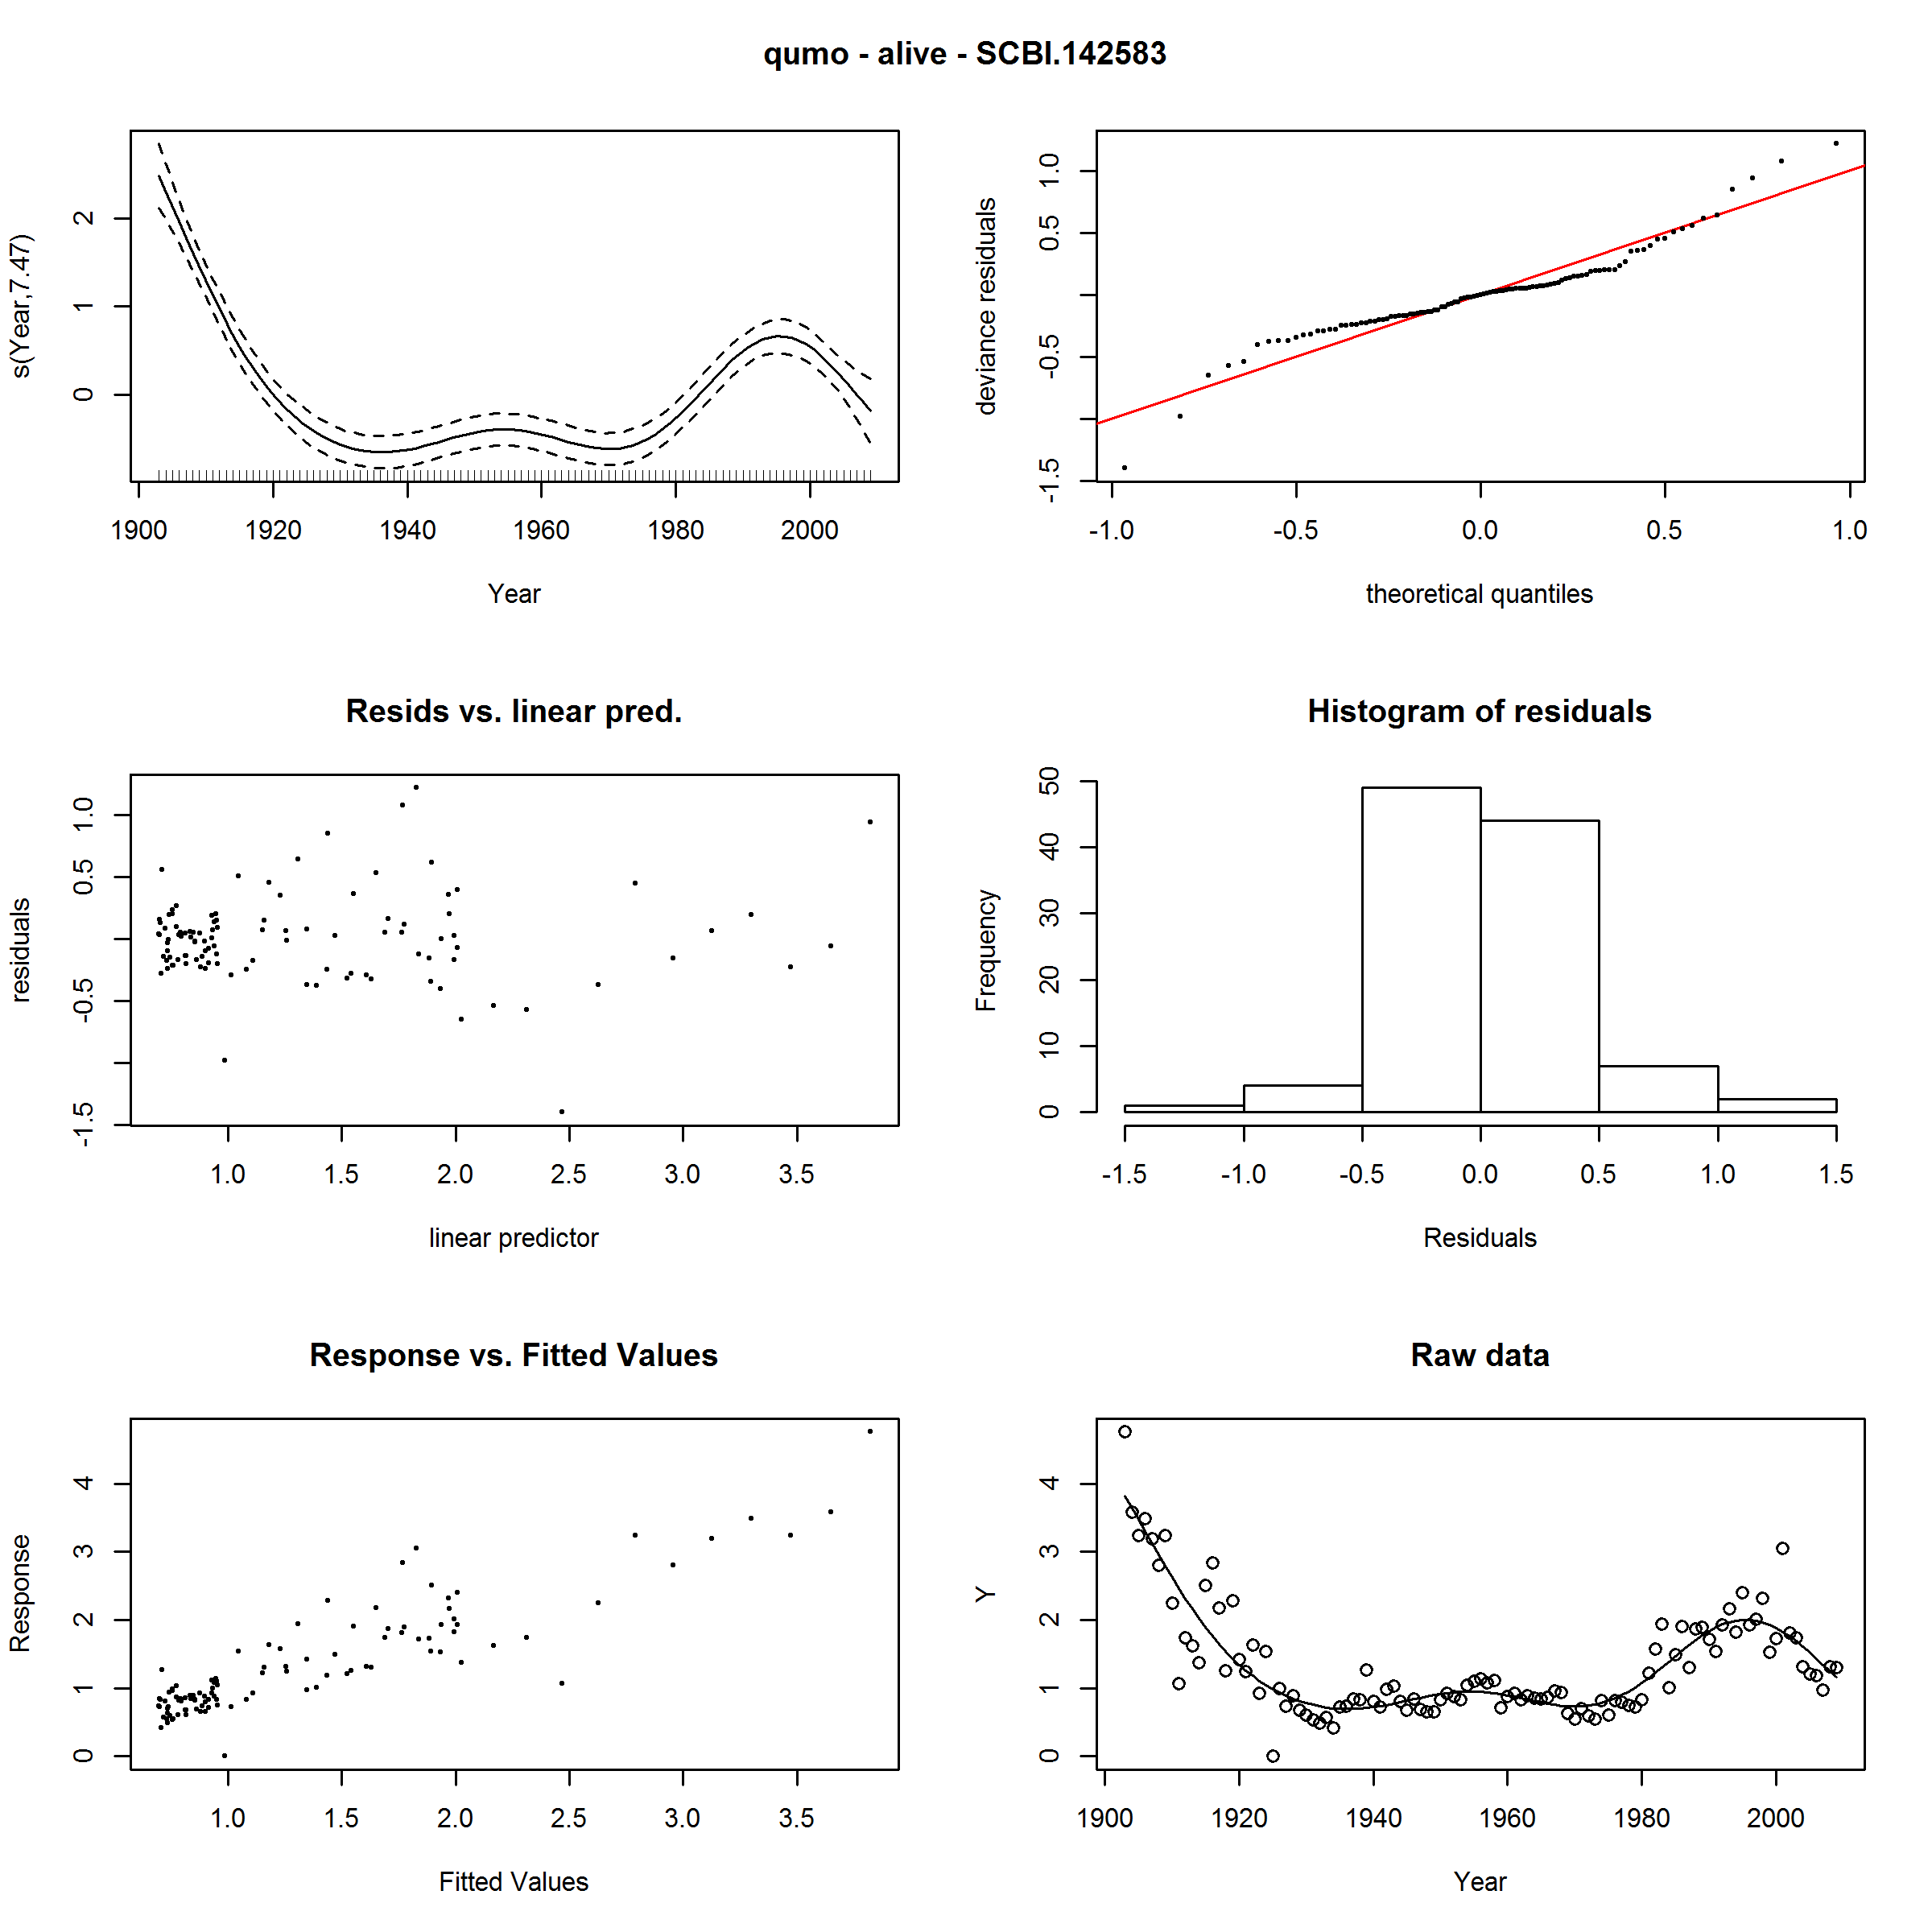 qumo - alive - SCBI.142583
s(Year,7.47)
2
1
0
1900 1920 1940 1960 1980 2000
Year
deviance residuals
1.0
0.5
-0.5
-1.5
-1.0 -0.5 0.0 0.5 1.0
theoretical quantiles
Resids vs. linear pred.
residuals
1.0
0.5
-0.5
-1.5
1.0 1.5 2.0 2.5 3.0 3.5
linear predictor
Histogram of residuals
Frequency
50
40
30
20
10
0
-1.5 -1.0 -0.5 0.0 0.5 1.0 1.5
Residuals
Response vs. Fitted Values
Response
4
3
2
1
0
1.0 1.5 2.0 2.5 3.0 3.5
Fitted Values
Raw data
Y
4
3
2
1
0
1900 1920 1940 1960 1980 2000
Year